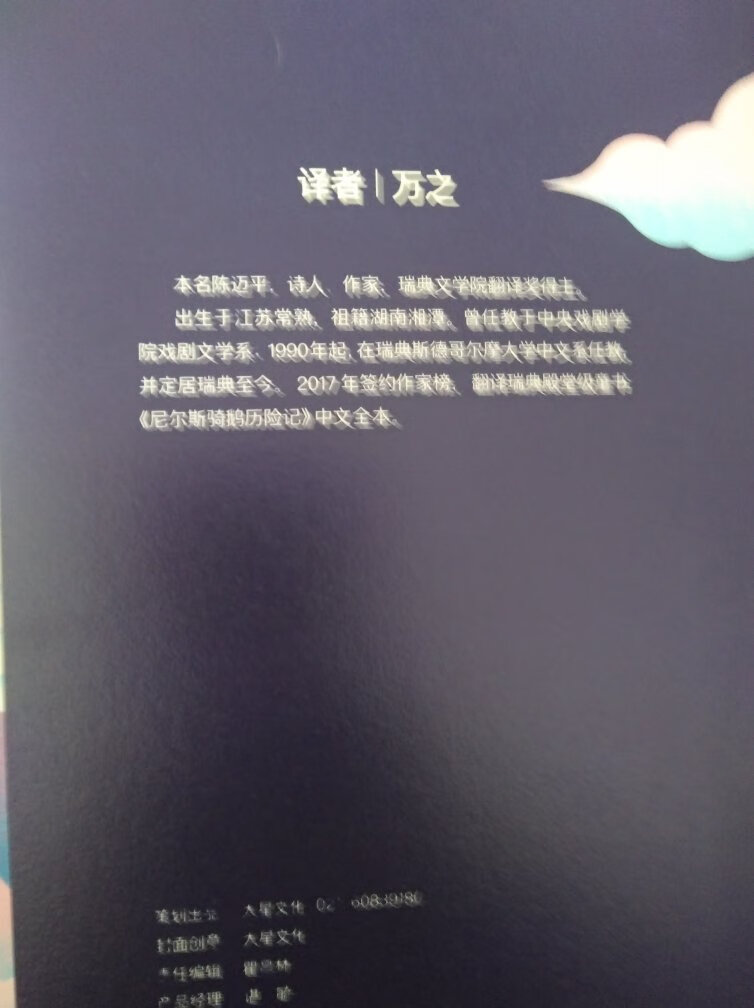 译者｜万之
本名陈迈平、诗人、作家、瑞典文学院翻译奖得主。
出生于江苏常熟、祖籍湖南湘潭。曾任教于中央戏剧学
院戏剧文学系、1990年起，在瑞典斯德哥尔摩大学中文系任教，
并定居瑞典至今。2017年签约作家榜、翻译瑞典殿堂级童书
《尼尔斯骑鹅历险记》中文全本。
策划 大星文化 60839180
封面创意 大星文化
责任编辑 瞿
产品经理